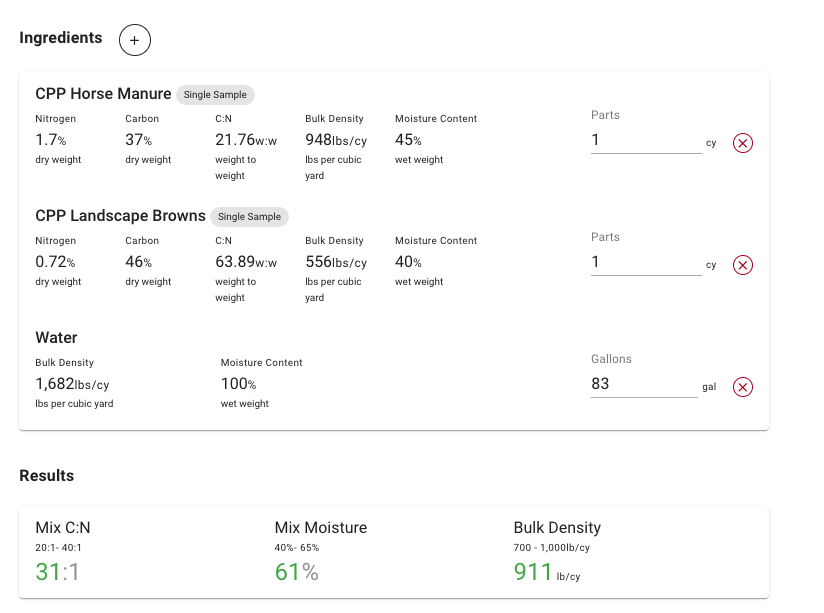 Ingredients +
CPP Horse Manure Single Sample
Nitrogen Carbon C:N Bulk Density Moisture Content Parts
1.7% 37% 21.76w:w 948lbs/cy 45% 1 cy
dry weight dry weight weight to lbs per cubic wet weight
weight yard
CPP Landscape Browns Single Sample
Nitrogen Carbon C:N Bulk Density Moisture Content Parts
0.72% 46% 63.89w:w 556lbs/cy 40% 1 cy
dry weight dry weight weight to lbs per cubic wet weight
weight yard
Water
Bulk Density Moisture Content Gallons
1,682lbs/cy 100% 83 gal
lbs per cubic yard wet weight
Results
Mix C:N Mix Moisture Bulk Density
20:1- 40:1 40%- 65% 700 - 1,000lb/cy
31:1 61% 911 lb/cy